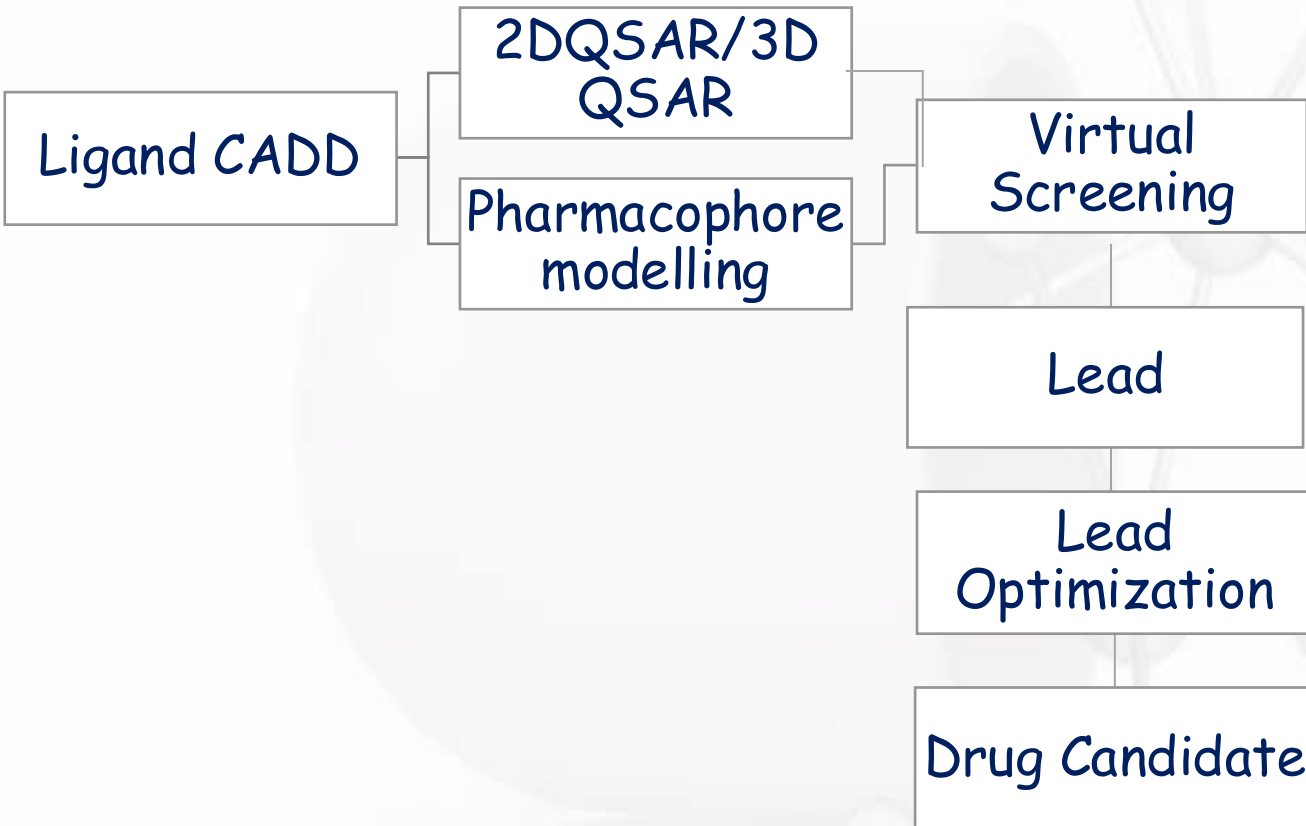 Ligand CADD
2DQSAR/3D
QSAR
Pharmacophore
modelling
Virtual
Screening
Lead
Lead
Optimization
Drug Candidate